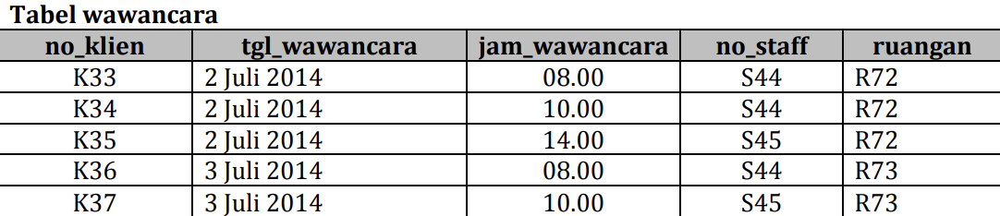 Tabel wawancara
no_klien tgl_wawancara jam_wawancara no_staff ruangan
K33 2 Juli 2014 08.00 S44 R72
K34 2 Juli 2014 10.00 S44 R72
K35 2 Juli 2014 14.00 S45 R72
K36 3 Juli 2014 08.00 S44 R73
K37 3 Juli 2014 10.00 S45 R73